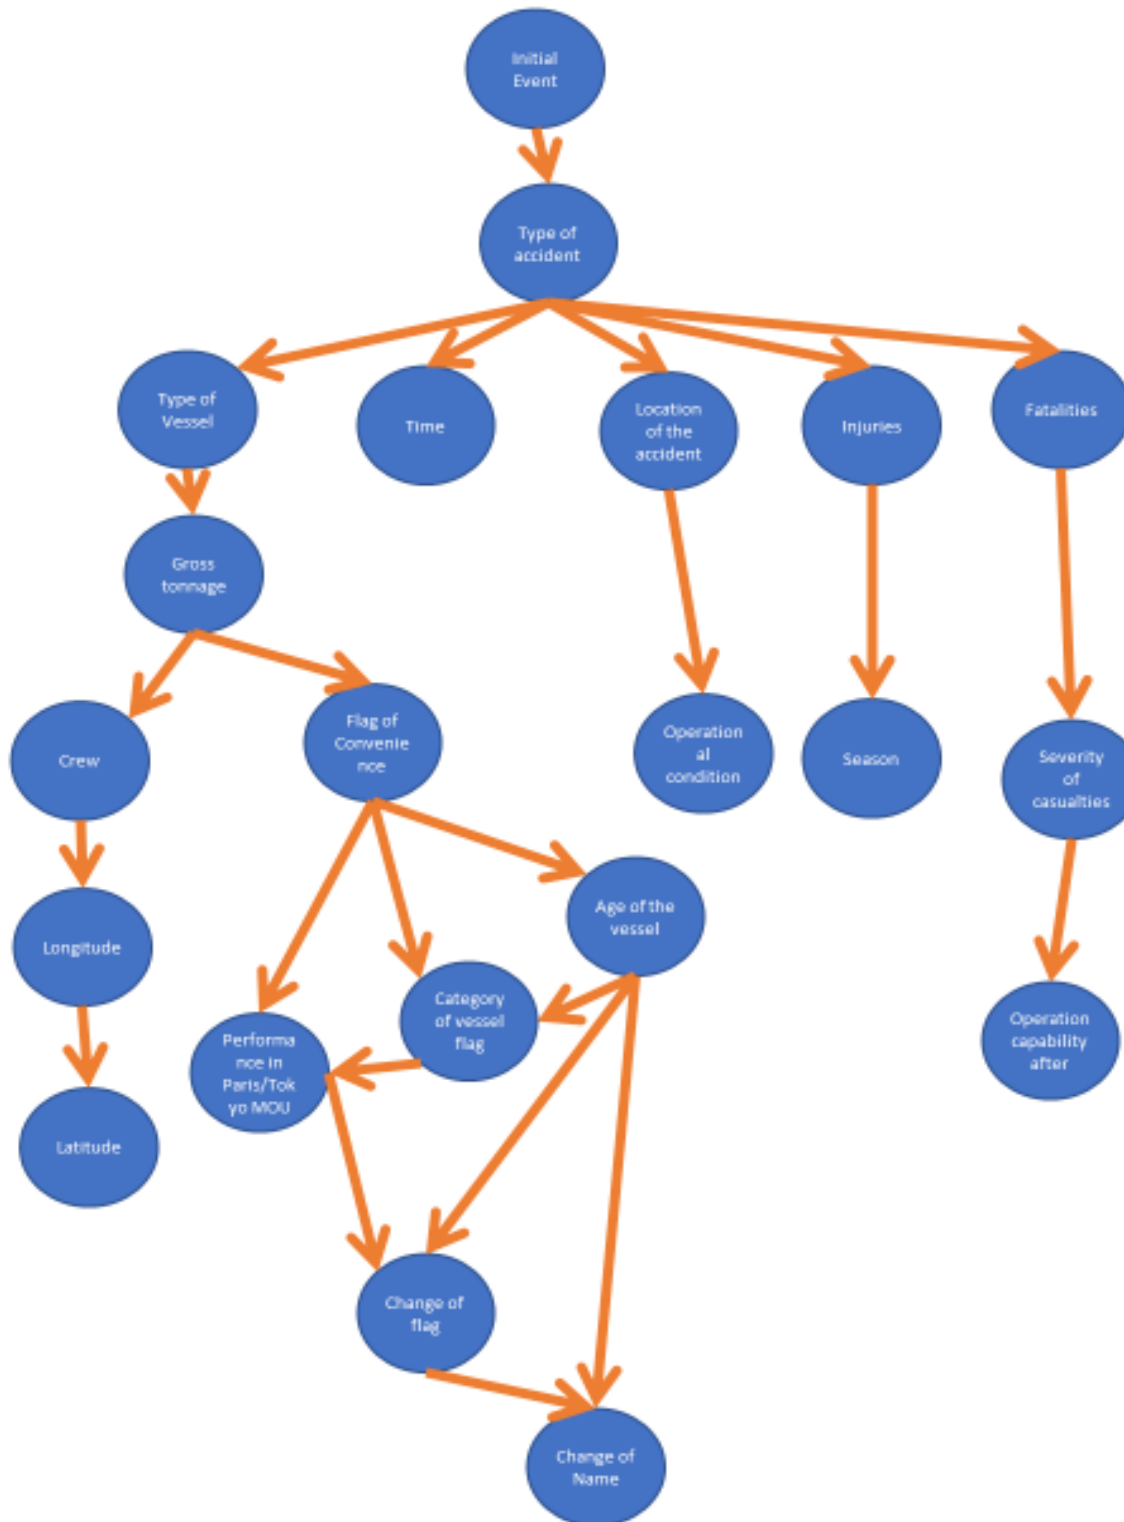 Initial
Event
Type of
accident
Type of
Vessel
Time
Location
of the
accident
Injuries
Fatalities
Gross
tonnage
Crew
Flag of
Convenie
nce
Operation
al
condition
Season
Severity
of
casualties
Longitude
Age of the
vessel
Category
of vessel
flag
Performa
nce in
Paris/Tok
yo MOU
Operation
capability
after
Latitude
Change of
flag
Change of
Name